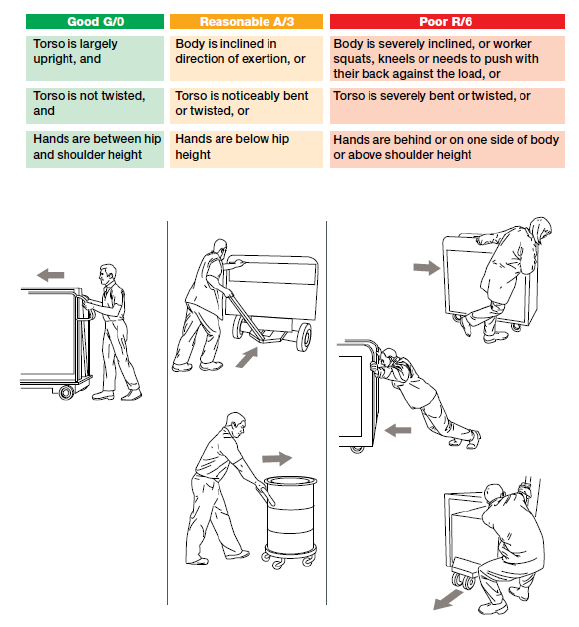 Good G/0
Reasonable A/3
Poor R/6
Torso is largely
upright, and
Body is inclined in
direction of exertion, or
Body is severely inclined, or worker
squats, kneels or needs to push with
their back against the load, or
Torso is not twisted,
and
Torso is noticeably bent
or twisted, or
Torso is severely bent or twisted, or
Hands are between hip
and shoulder height
Hands are below hip
height
Hands are behind or on one side of body
or above shoulder height